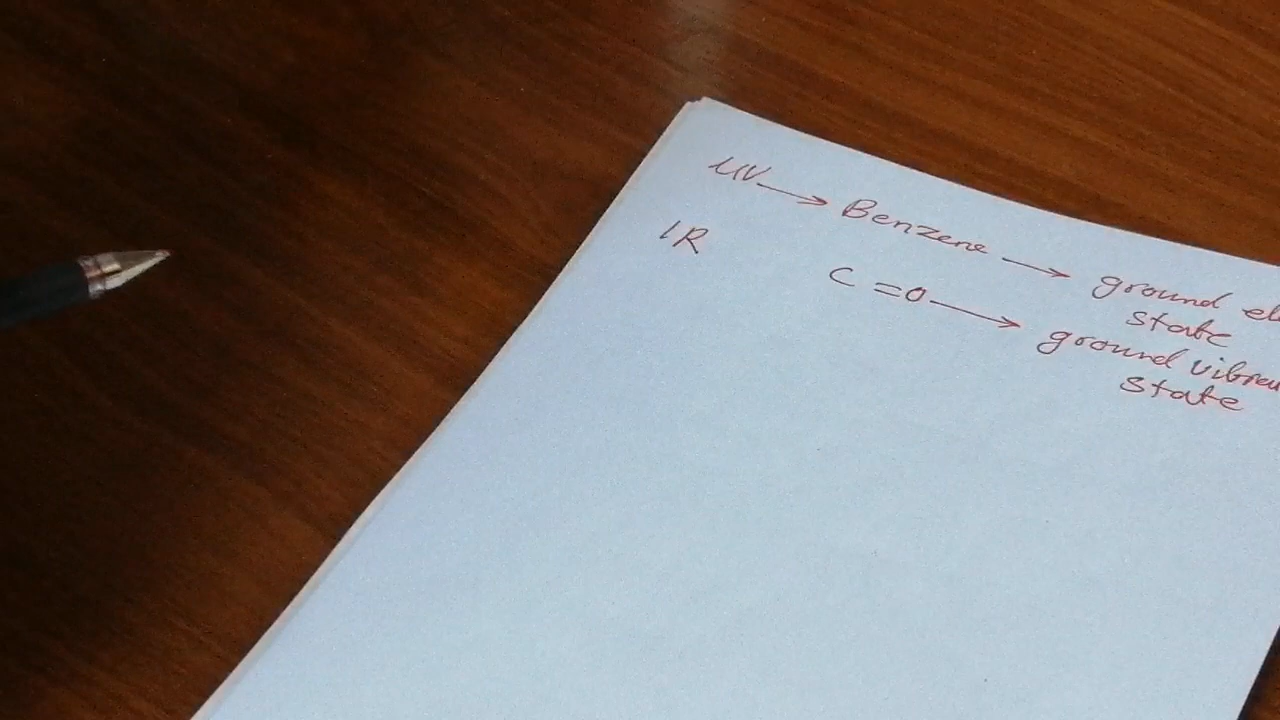 UV → Benzene → ground
state
IR C=O → ground
state